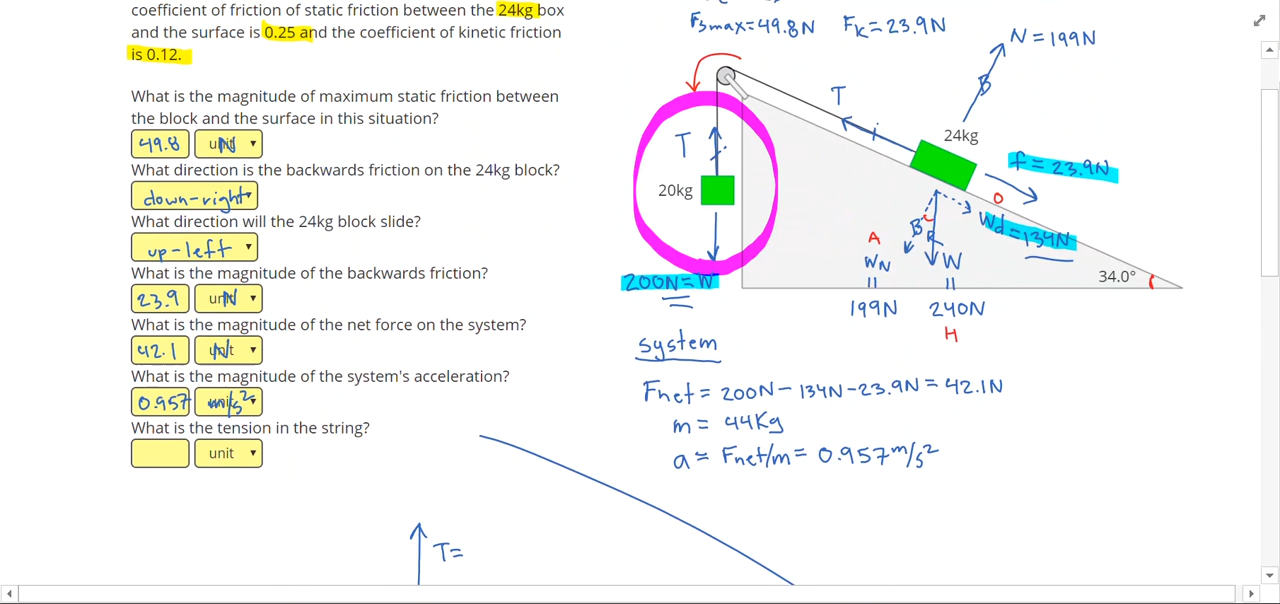 coefficient of friction of static friction between the 24kg box
and the surface is 0.25 and the coefficient of kinetic friction
is 0.12.
What is the magnitude of maximum static friction between
the block and the surface in this situation?
49.8 N
What direction is the backwards friction on the 24kg block?
down-right
What direction will the 24kg block slide?
up-left
What is the magnitude of the backwards friction?
23.9 N
What is the magnitude of the net force on the system?
42.1 N
What is the magnitude of the system's acceleration?
0.957 m/s²
What is the tension in the string?
unit
T=
Fsmax=49.8N Fk=23.9N
N=199N
T
24kg
T
f=23.9N
20kg
O
Wd=134N
A
B
R
WN
W
200N=W
34.0°
199N
240N
H
system
Fnet = 200N - 134N - 23.9N = 42.1N
m = 44Kg
a = Fnet/m = 0.957 m/s²